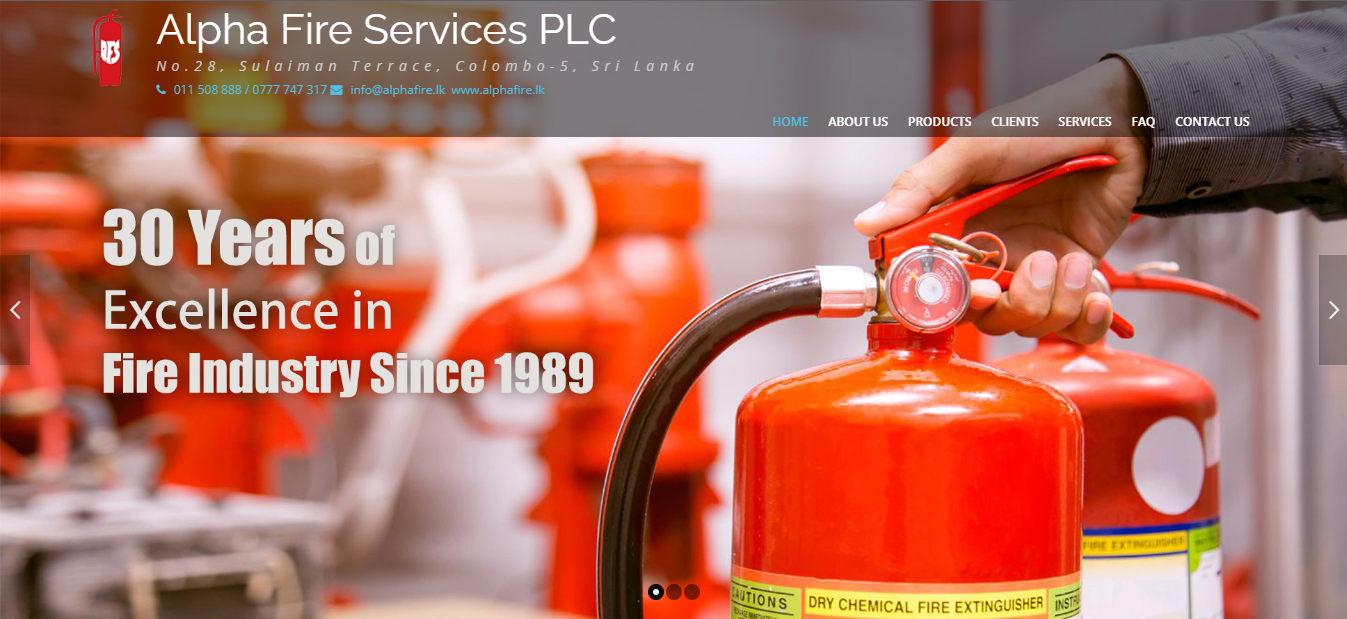 Alpha Fire Services PLC
AFS
No.28, Sulaiman Terrace, Colombo-5, Sri Lanka
011 508 888 / 0777 747 317 info@alphafire.lk www.alphafire.lk
HOME ABOUT US PRODUCTS CLIENTS SERVICES FAQ CONTACT US
30 Years of
Excellence in
Fire Industry Since 1989
RECHARGE
FIRE EXTINGUISHER
CAUTIONS
DRY CHEMICAL FIRE EXTINGUISHER
INSTR